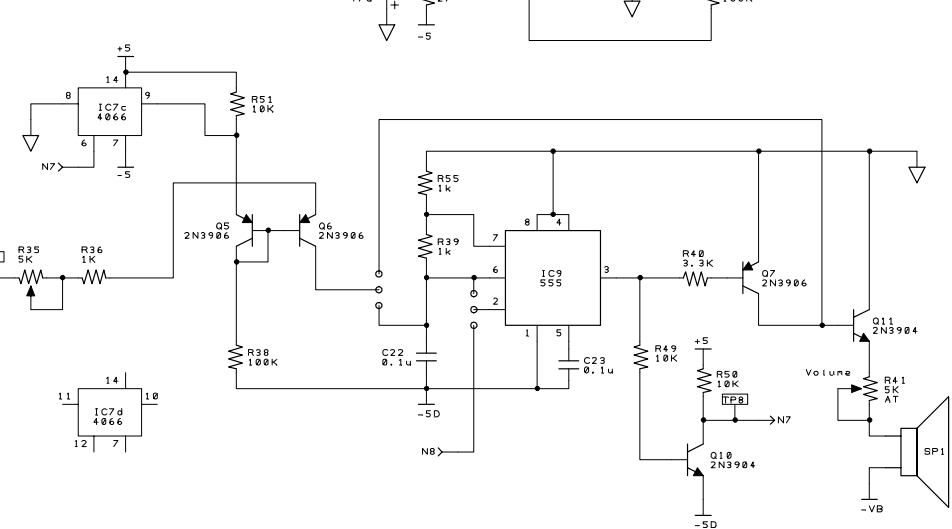 -5
+5
14
8
IC7c
4066
9
6
7
N7
-5
R51
10K
R55
1k
Q5
2N3906
Q6
2N3906
R39
1k
7
8
4
6
IC9
555
3
2
1
5
R35
5K
R36
1K
R40
3.3K
Q7
2N3906
Q11
2N3904
R38
100K
C22
0.1u
C23
0.1u
R49
10K
+5
R50
10K
Volume
R41
5K
AT
14
11
IC7d
4066
10
12
7
-5D
TP8
N7
N8
Q10
2N3904
SP1
-VB
-5D